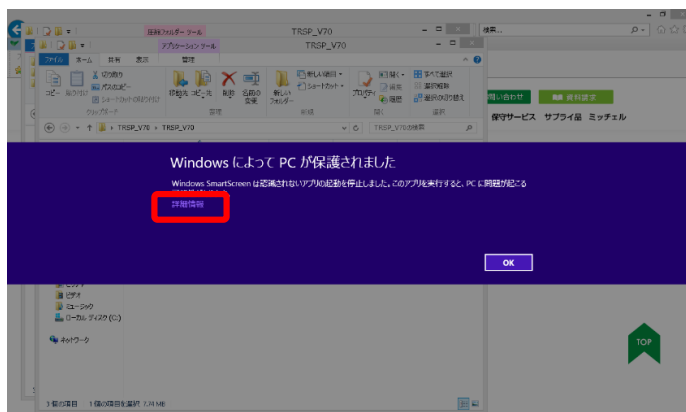 検索...
圧縮フォルダー ツール
TRSP_V70
アプリケーション ツール
TRSP_V70
ファイル ホーム 共有 表示 管理
切り取り
パスのコピー
ショートカットの貼り付け
コピー 貼り付け
移動先 コピー先 削除 名前の
変更
新しい
フォルダー
新しいアイテム
ショートカット
プロパティ
開く
編集
履歴
すべて選択
選択解除
選択の切り替え
クリップボード 整理 新規 開く 選択
TRSP_V70 TRSP_V70
TRSP_V70の検索
問い合わせ 資料請求
保守サービス サプライ品 ミッチェル
Windows によって PC が保護されました
Windows SmartScreen は認識されないアプリの起動を停止しました。このアプリを実行すると、PC に問題が起こる
詳細情報
OK
ビデオ
ミュージック
ローカル ディスク (C:)
ネットワーク
TOP
3 個の項目 1 個の項目を選択 7.74 MB